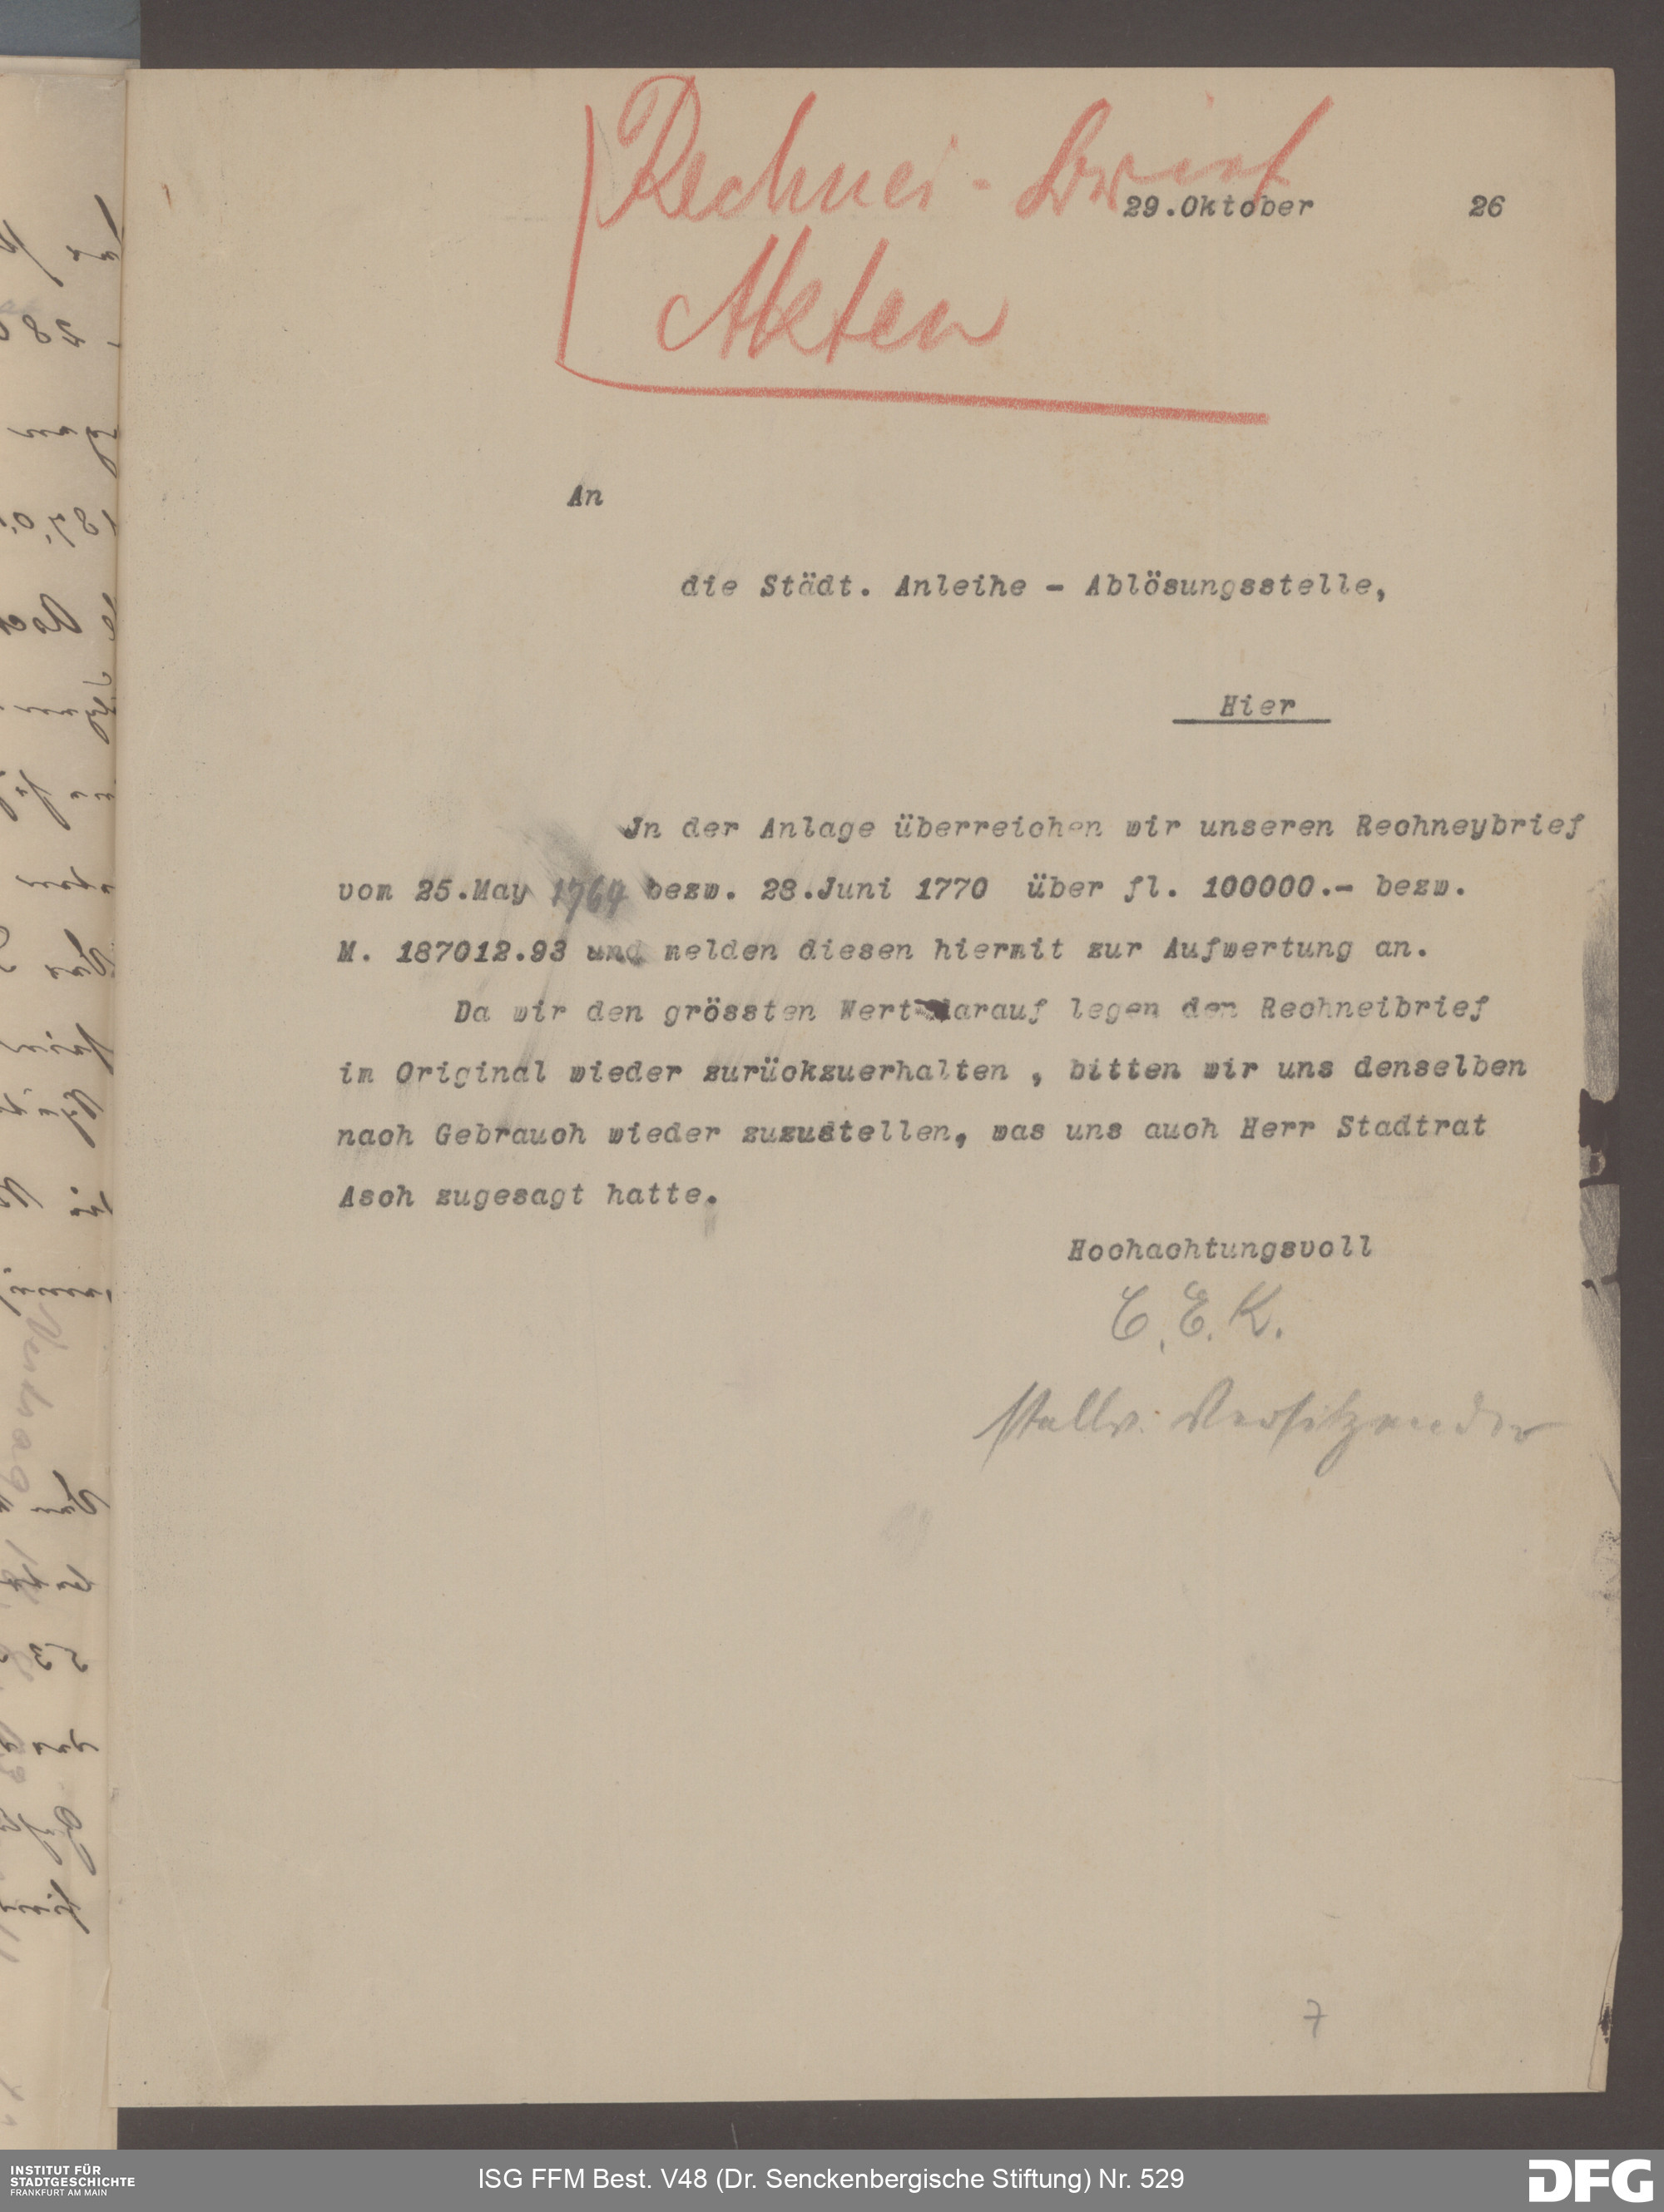 Rechnei-Brief
29.Oktober 26
Akten
An
die Städt. Anleihe - Ablösungsstelle,
Hier
Jn der Anlage überreichen wir unseren Rechneybrief
vom 25.May 1764 bezw. 28.Juni 1770 über fl. 100000.- bezw.
M. 187012.93 und melden diesen hiermit zur Aufwertung an.
Da wir den grössten Wert darauf legen den Rechneibrief
im Original wieder zurückzuerhalten , bitten wir uns denselben
nach Gebrauch wieder zuzustellen, was uns auch Herr Stadtrat
Asch zugesagt hatte.
Hochachtungsvoll
C. E. K.
stellv. Vorsitzender
7
INSTITUT FÜR
STADTGESCHICHTE
FRANKFURT AM MAIN
ISG FFM Best. V48 (Dr. Senckenbergische Stiftung) Nr. 529
DFG